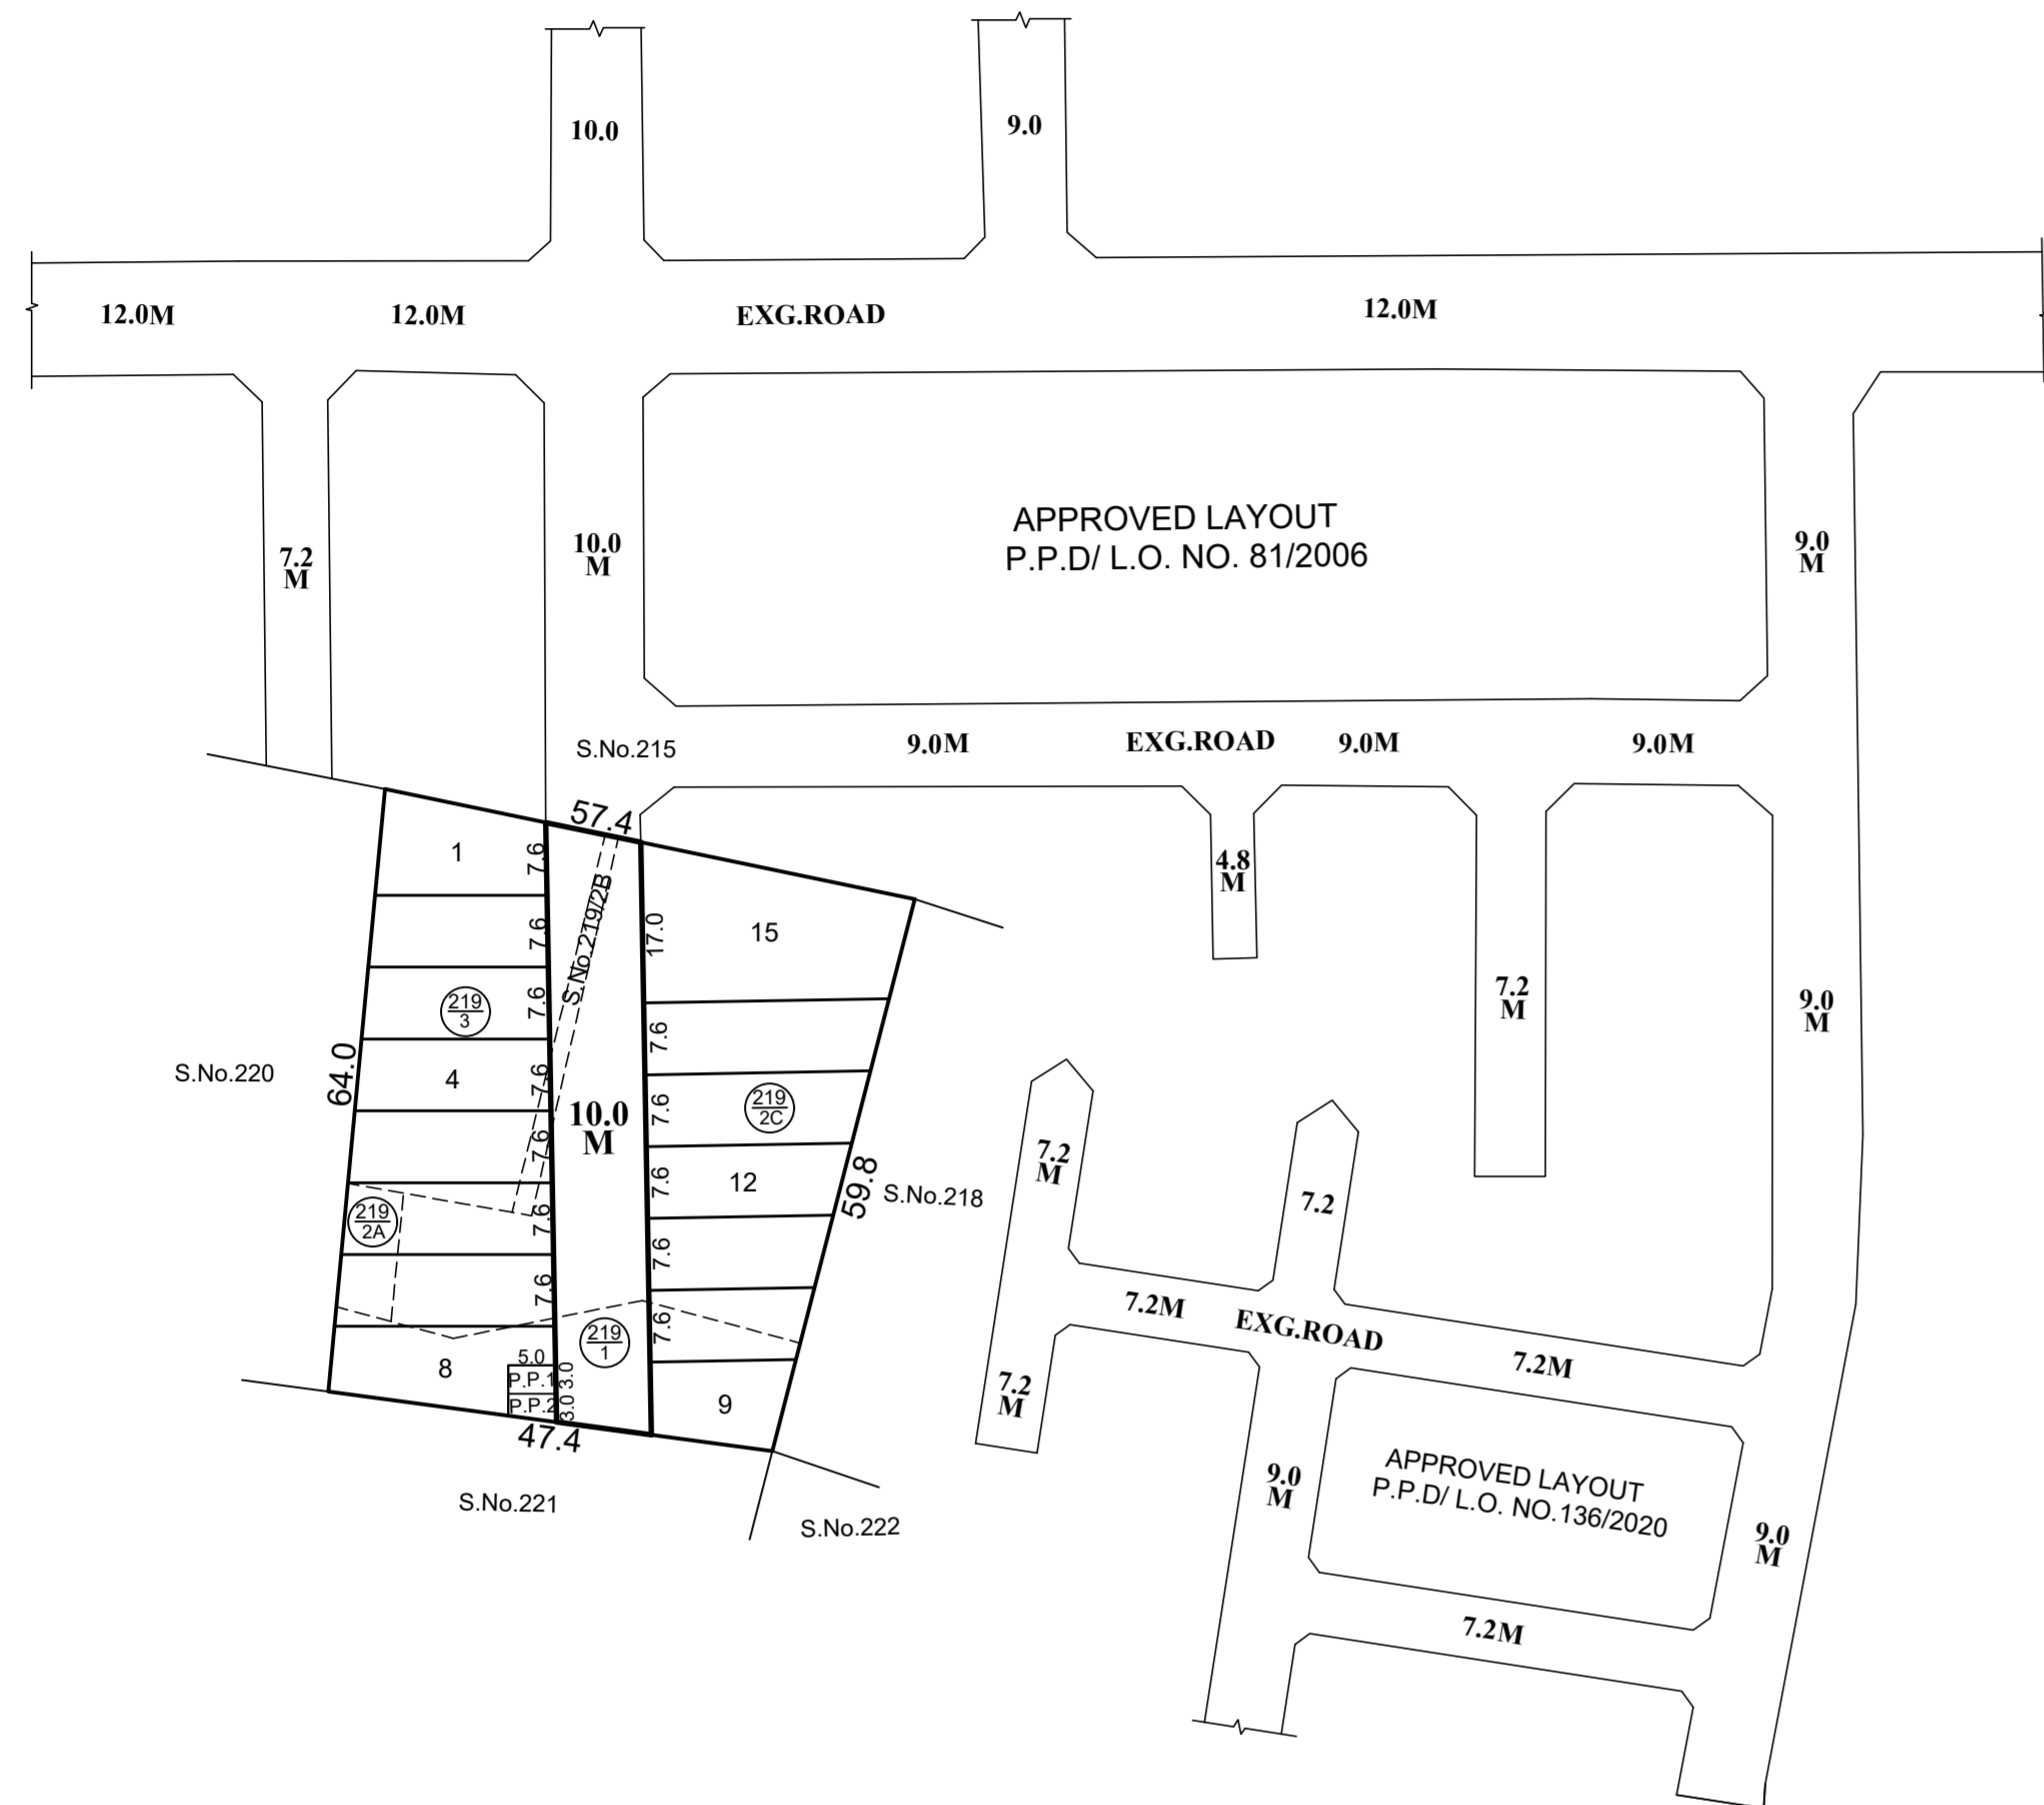 10.0
9.0
12.0M
12.0M
EXG.ROAD
12.0M
APPROVED LAYOUT
P.P.D/ L.O. NO. 81/2006
7.2
M
10.0
M
9.0
M
S.No.215
9.0M
EXG.ROAD
9.0M
9.0M
57.4
1
7.6
4.8
M
15
17.0
S.No.219/2B
7.6
7.6
219
3
7.6
7.2
M
9.0
M
S.No.220
64.0
4
7.6
10.0
M
7.6
219
2C
7.6
7.6
12
7.6
59.8
S.No.218
7.2
M
7.2
219
2A
7.6
7.6
7.6
7.6
7.2M
EXG.ROAD
7.2M
219
1
8
5.0
P.P.1
3.0
P.P.2
3.0
9
7.2
M
47.4
S.No.221
S.No.222
9.0
M
APPROVED LAYOUT
P.P.D/ L.O. NO.136/2020
9.0
M
7.2M